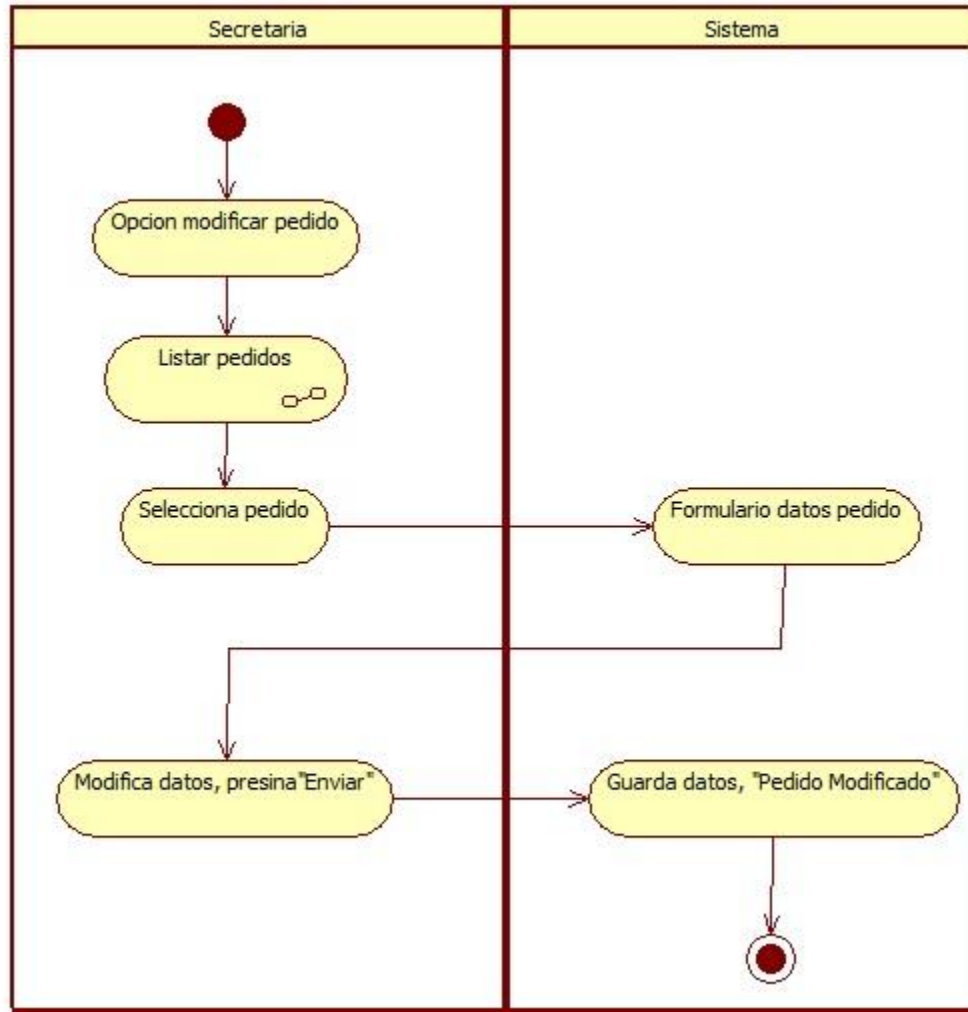 Secretaria
Sistema
Opcion modificar pedido
Listar pedidos
Selecciona pedido
Formulario datos pedido
Modifica datos, presina"Enviar"
Guarda datos, "Pedido Modificado"